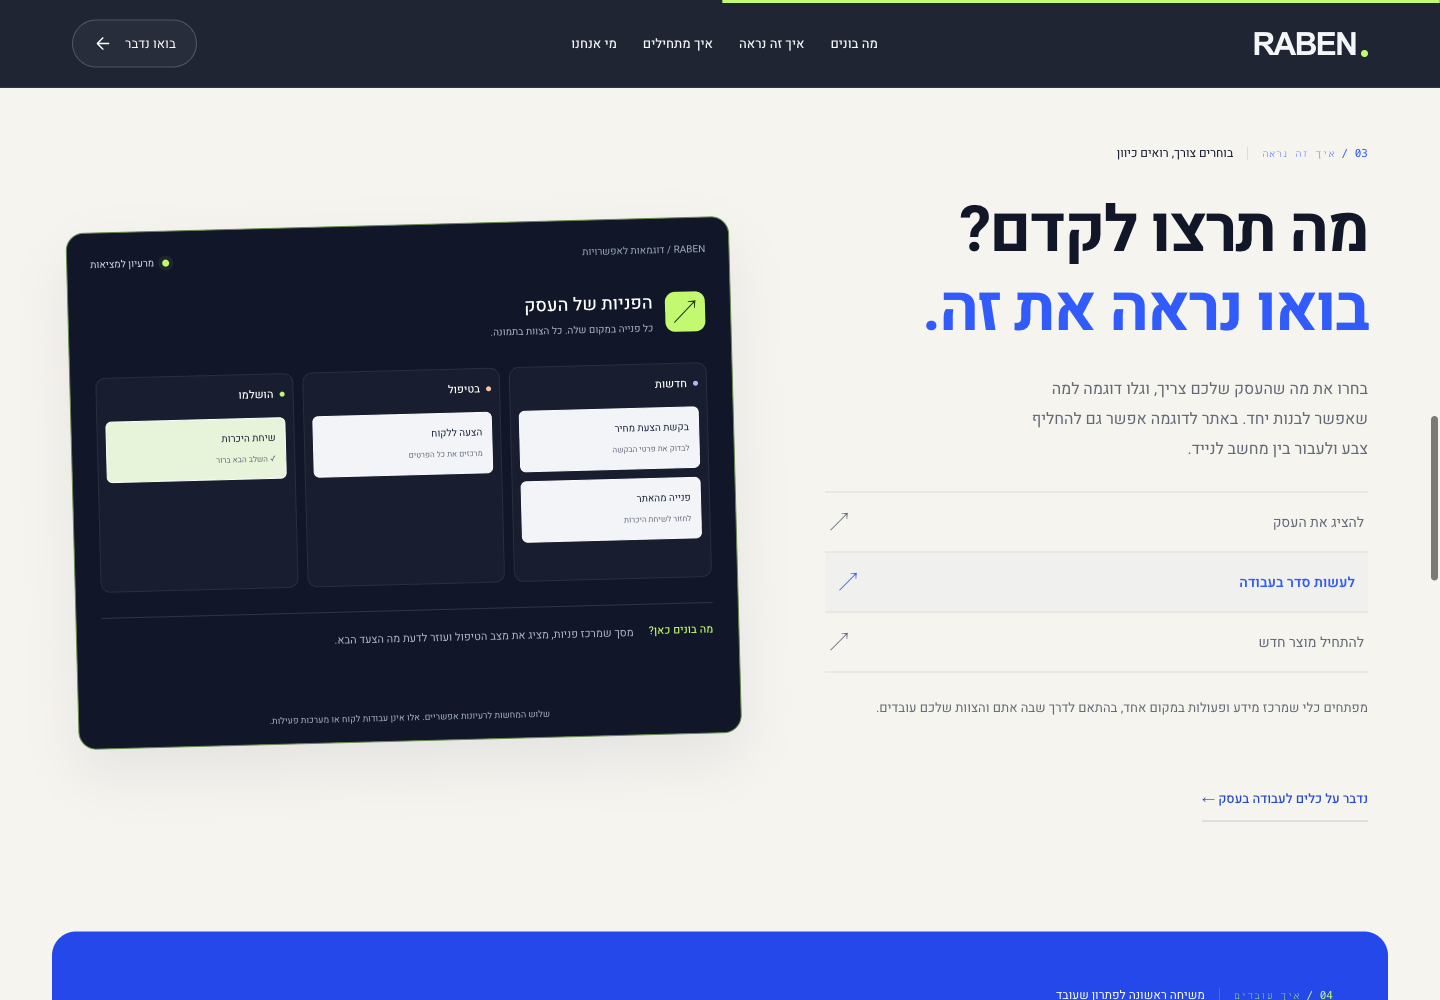 RABEN.
מה בונים
איך זה נראה
איך מתחילים
מי אנחנו
בואו נדבר ←
03 / איך זה נראה
בוחרים צורך, רואים כיוון
מה תרצו לקדם?
בואו נראה את זה.
בחרו את מה שהעסק שלכם צריך, וגלו דוגמה למה
שאפשר לבנות יחד. באתר לדוגמה אפשר גם להחליף
צבע ולעבור בין מחשב לנייד.
להציג את העסק ↗
לעשות סדר בעבודה ↗
להתחיל מוצר חדש ↗
מפתחים כלי שמרכז מידע ופעולות במקום אחד, בהתאם לדרך שבה אתם והצוות שלכם עובדים.
נדבר על כלים לעבודה בעסק ←
RABEN / דוגמאות לאפשרויות
מרעיון למציאות
↗
הפניות של העסק
כל פנייה במקום שלה. כל הצוות בתמונה.
חדשות
בקשת הצעת מחיר
לבדוק את פרטי הבקשה
פנייה מהאתר
לחזור לשיחת היכרות
בטיפול
הצעה ללקוח
מרכזים את כל הפרטים
הושלמו
שיחת היכרות
✓ השלב הבא ברור
מה בונים כאן?
מסך שמרכז פניות, מציג את מצב הטיפול ועוזר לדעת מה הצעד הבא.
שלוש המחשות לרעיונות אפשריים. אלו אינן עבודות לקוח או מערכות פעילות.
04 / איך עובדים
משיחה ראשונה לפתרון שעובד